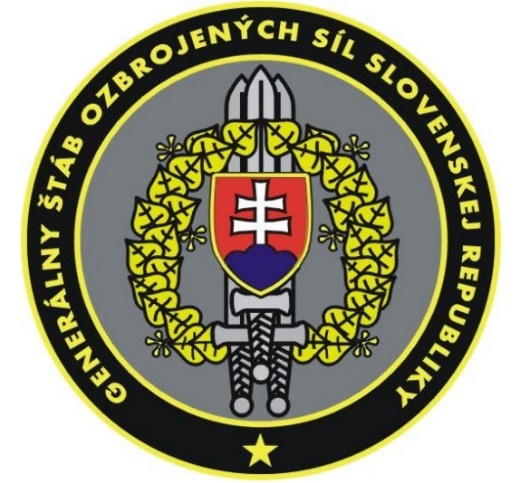 GENERÁLNY ŠTÁB OZBROJENÝCH SÍL SLOVENSKEJ REPUBLIKY